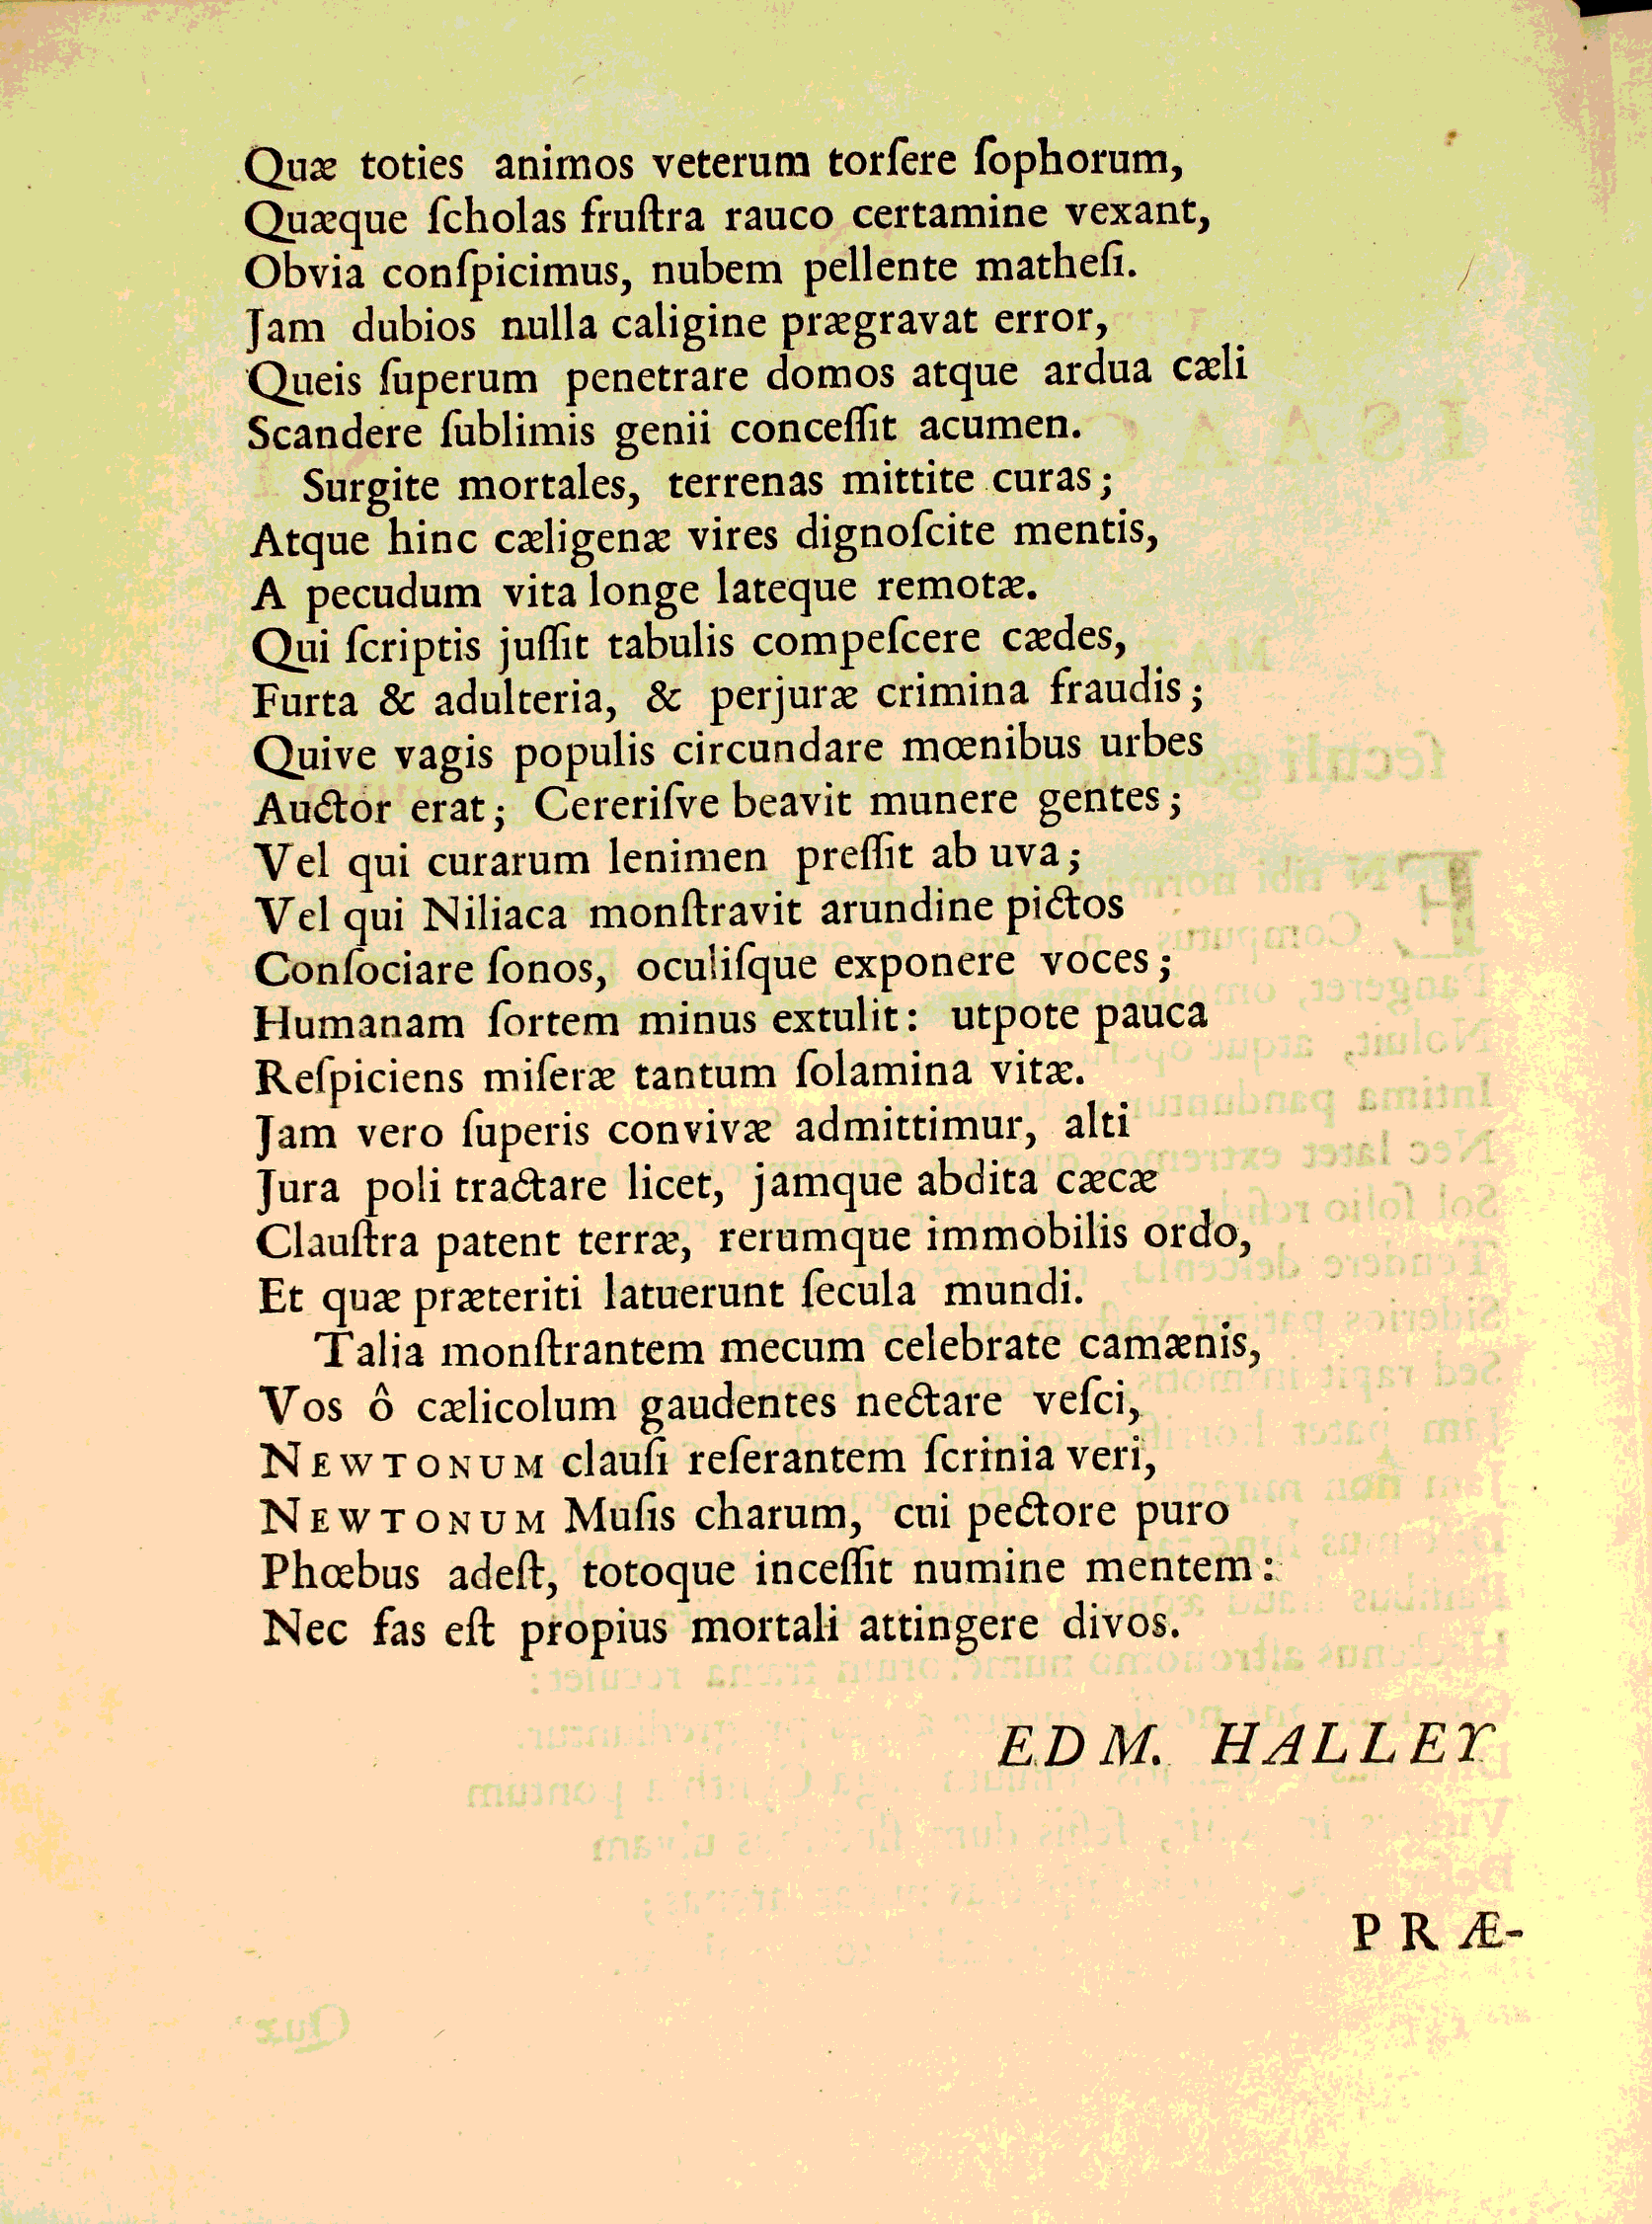 Quæ toties animos veterum torſere ſophorum,
Quæque ſcholas fruſtra rauco certamine vexant,
Obvia conſpicimus, nubem pellente matheſi.
Jam dubios nulla caligine prægravat error,
Queis ſuperum penetrare domos atque ardua cæli
Scandere ſublimis genii conceſſit acumen.
Surgite mortales, terrenas mittite curas;
Atque hinc cæligenæ vires dignoſcite mentis,
A pecudum vita longe lateque remotæ.
Qui ſcriptis juſſit tabulis compeſcere cædes,
Furta & adulteria, & perjuræ crimina fraudis;
Quive vagis populis circundare mœnibus urbes
Auctor erat; Cereriſve beavit munere gentes;
Vel qui curarum lenimen preſſit ab uva;
Vel qui Niliaca monſtravit arundine pictos
Conſociare ſonos, oculiſque exponere voces;
Humanam ſortem minus extulit: utpote pauca
Reſpiciens miſeræ tantum ſolamina vitæ.
Jam vero ſuperis convivæ admittimur, alti
Jura poli tractare licet, jamque abdita cæcæ
Clauſtra patent terræ, rerumque immobilis ordo,
Et quæ præteriti latuerunt ſecula mundi.
Talia monſtrantem mecum celebrate camænis,
Vos ô cælicolum gaudentes nectare veſci,
NEWTONUM clauſi reſerantem ſcrinia veri,
NEWTONUM Muſis charum, cui pectore puro
Phœbus adeſt, totoque inceſſit numine mentem:
Nec fas eſt propius mortali attingere divos.
EDM. HALLEY
PRÆ-